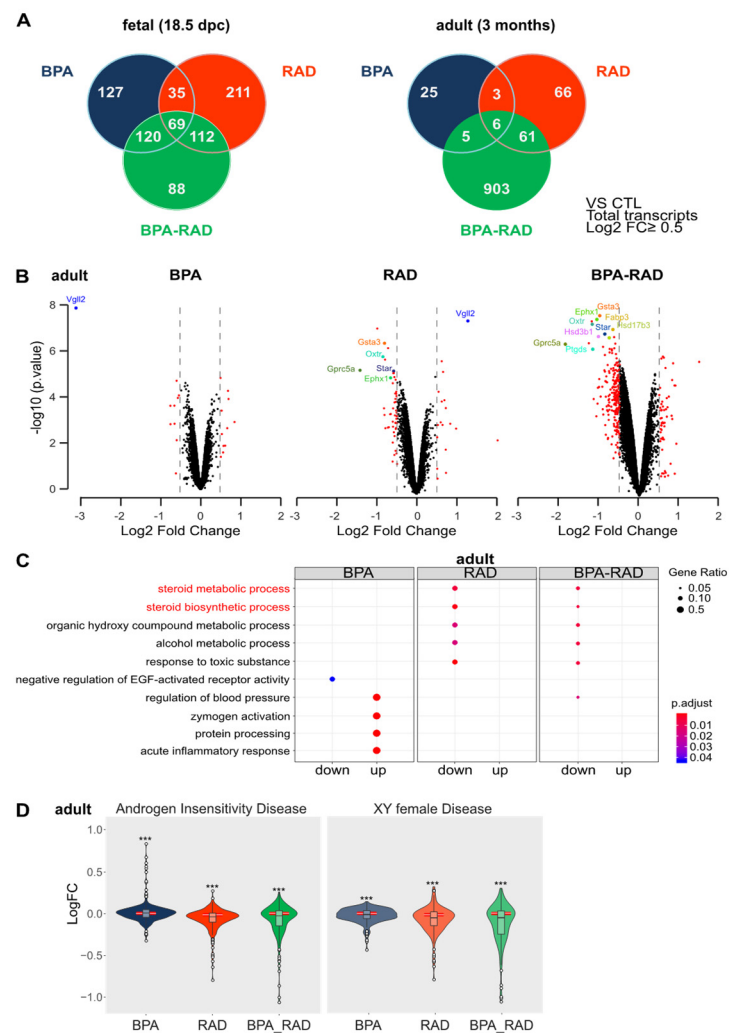 A
fetal (18.5 dpc)
adult (3 months)
BPA
RAD
BPA
RAD
127
35
211
25
3
66
69
6
120
112
5
61
88
903
BPA-RAD
BPA-RAD
VS CTL
Total transcripts
Log2 FC≥ 0.5
B
adult
BPA
RAD
BPA-RAD
8
6
4
2
0
-log10 (p.value)
Vgll2
Vgll2
Gsta3
Oxtr
Star
Gprc5a
Ephx1
Gsta3
Ephx1
Fabp3
Oxtr
Star
Hsd17b3
Hsd3b1
Gprc5a
Ptgds
-3 -2 -1 0 1 2
-3 -2 -1 0 1 2
-3 -2 -1 0 1 2
Log2 Fold Change
Log2 Fold Change
Log2 Fold Change
C
adult
BPA
RAD
BPA-RAD
steroid metabolic process
steroid biosynthetic process
organic hydroxy coumpound metabolic process
alcohol metabolic process
response to toxic substance
negative regulation of EGF-activated receptor activity
regulation of blood pressure
zymogen activation
protein processing
acute inflammatory response
down up
down up
down up
Gene Ratio
0.05
0.10
0.5
p.adjust
0.01
0.02
0.03
0.04
D
adult
Androgen Insensitivity Disease
XY female Disease
1.0
0.5
0.0
−0.5
−1.0
LogFC
***
***
***
***
***
***
BPA
RAD
BPA_RAD
BPA
RAD
BPA_RAD